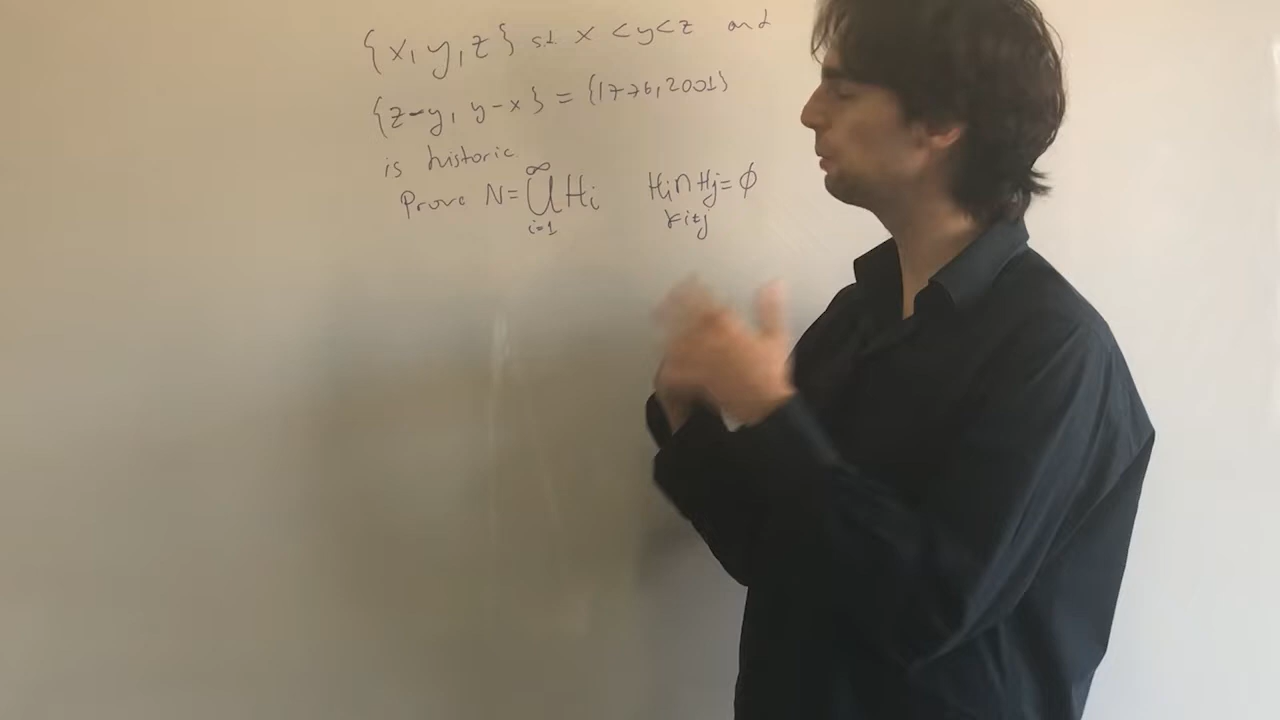 {x, y, z} s.t. x < y < z and
{z-y, y-x} = {1776, 2001}
is historic.
Prove N = ∞⋃i=1 Hi    Hi ∩ Hj = ∅
i≠j